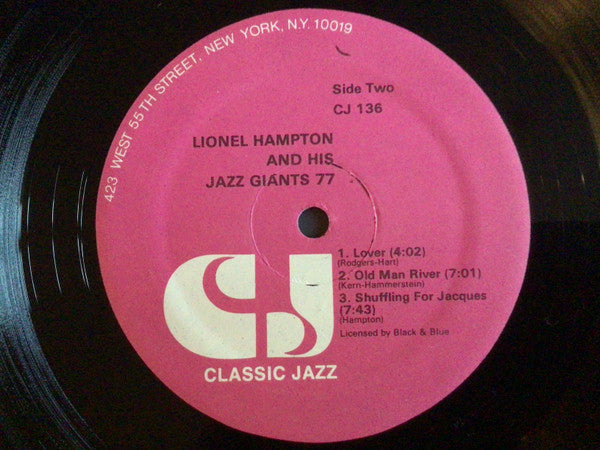 423 WEST 55TH STREET, NEW YORK, N.Y. 10019
Side Two
CJ 136
LIONEL HAMPTON
AND HIS
JAZZ GIANTS 77
1. Lover (4:02)
(Rodgers-Hart)
2. Old Man River (7:01)
(Kern-Hammerstein)
3. Shuffling For Jacques
(7:43)
(Hampton)
Licensed by Black & Blue
CJ
CLASSIC JAZZ